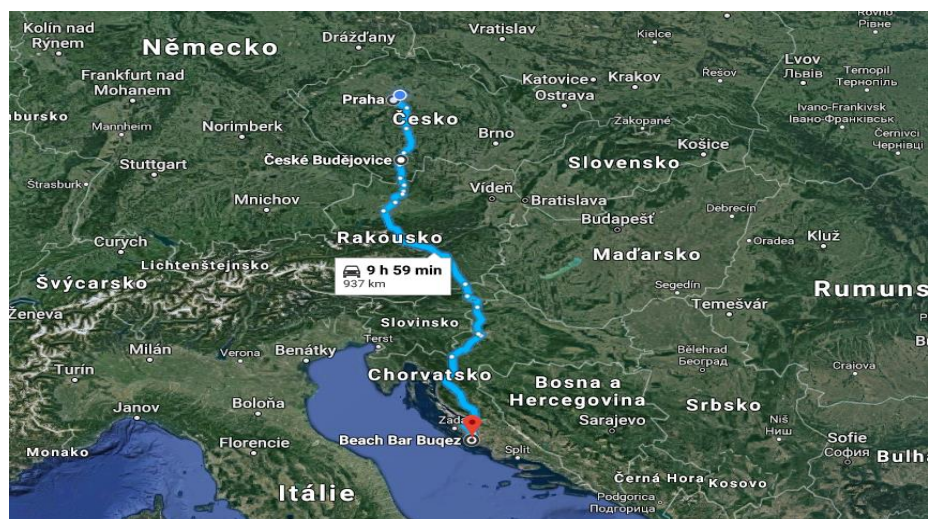 Kolín nad
Rýnem
Německo
Drážďany
Vratislav
Kielce
Рівне
Frankfurt nad
Mohanem
Praha
Česko
Katovice
Ostrava
Krakov
Řešov
Lvov
Львів
Ternopil
Тернопіль
Ivano-Frankivsk
Івано-Франківськ
Mannheim
Norimberk
Brno
Zakopané
Košice
Černivci
Чернівці
České Budějovice
Slovensko
Stuttgart
Štrasburk
Mnichov
Vídeň
Bratislava
Budapešť
Debrecín
Curych
Rakousko
Maďarsko
Oradea
Kluž
Lichtenštejnsko
9 h 59 min
937 km
Švýcarsko
Ženeva
Segedín
Temešvár
Rumuns
Slovinsko
Terst
Milán
Verona
Benátky
Bělehrad
Београд
Craiova
Turín
Chorvatsko
Bosna a
Hercegovina
Srbsko
Janov
Boloňa
Zada
Sarajevo
Niš
Ниш
Florencie
Beach Bar Buqez
Split
Sofie
София
Bulha
Monako
Černá Hora
Kosovo
Itálie
Podgorica
Подгорица